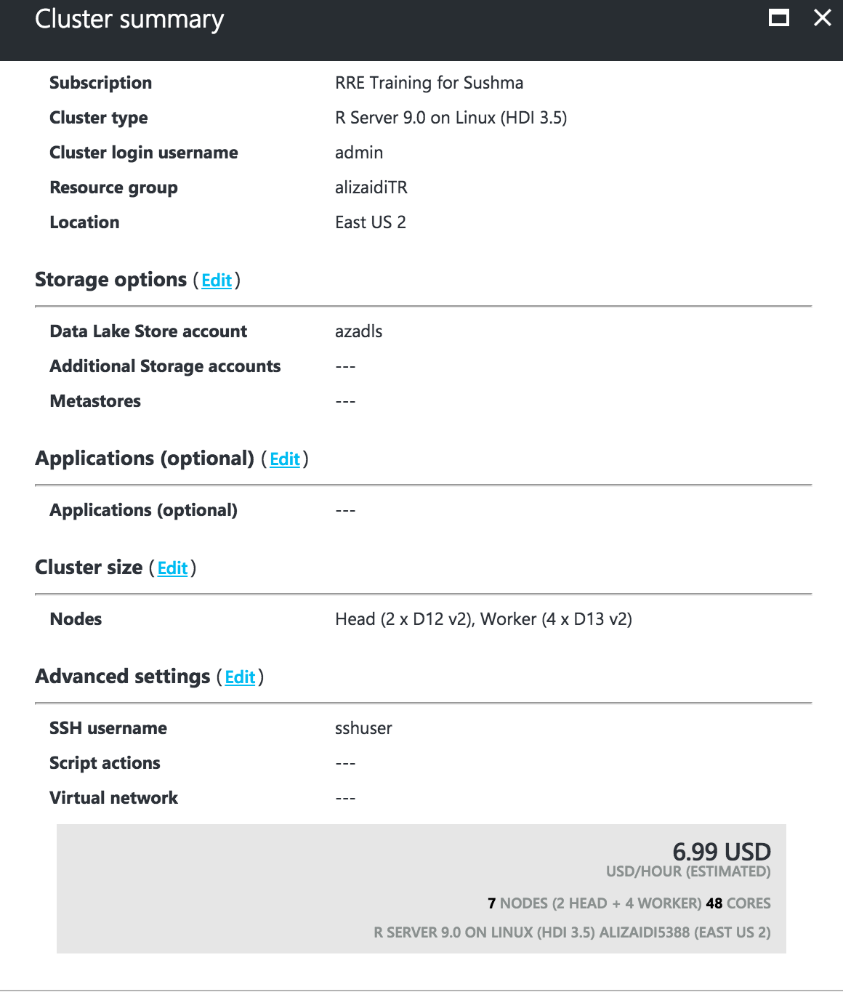 Cluster summary
Subscription RRE Training for Sushma
Cluster type R Server 9.0 on Linux (HDI 3.5)
Cluster login username admin
Resource group alizaidiTR
Location East US 2
Storage options (Edit)
Data Lake Store account azadls
Additional Storage accounts ---
Metastores ---
Applications (optional) (Edit)
Applications (optional) ---
Cluster size (Edit)
Nodes Head (2 x D12 v2), Worker (4 x D13 v2)
Advanced settings (Edit)
SSH username sshuser
Script actions ---
Virtual network ---
6.99 USD
USD/HOUR (ESTIMATED)
7 NODES (2 HEAD + 4 WORKER) 48 CORES
R SERVER 9.0 ON LINUX (HDI 3.5) ALIZAIDI5388 (EAST US 2)